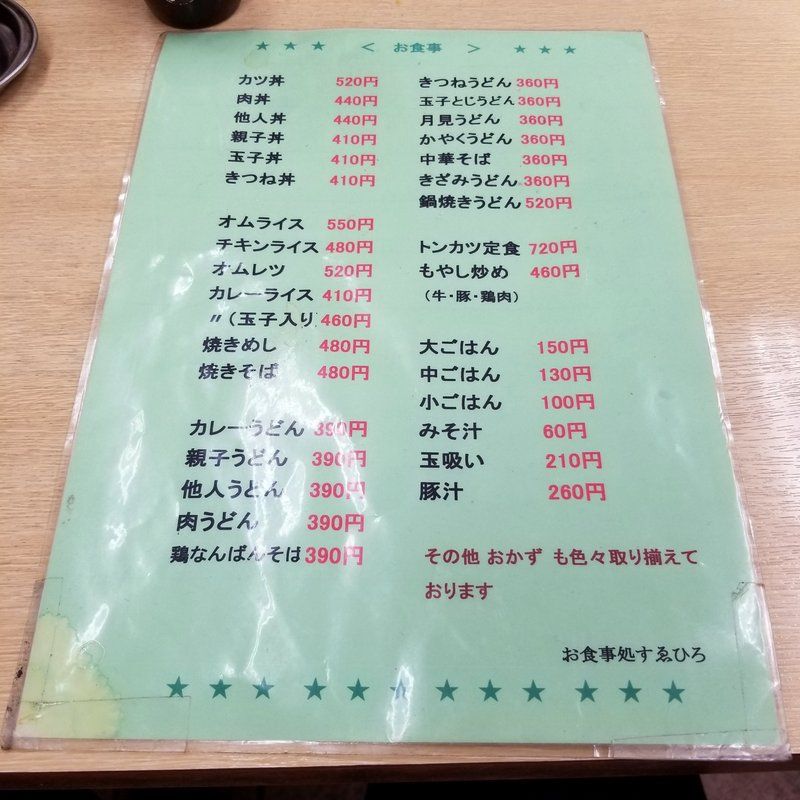 ★ ★ ★ < お食事 > ★ ★ ★
カツ丼 520円
肉丼 440円
他人丼 440円
親子丼 410円
玉子丼 410円
きつね丼 410円
オムライス 550円
チキンライス 480円
オムレツ 520円
カレーライス 410円
〃(玉子入り) 460円
焼きめし 480円
焼きそば 480円
カレーうどん 390円
親子うどん 390円
他人うどん 390円
肉うどん 390円
鶏なんばんそば 390円
きつねうどん 360円
玉子とじうどん 360円
月見うどん 360円
かやくうどん 360円
中華そば 360円
きざみうどん 360円
鍋焼きうどん 520円
トンカツ定食 720円
もやし炒め 460円
(牛・豚・鶏肉)
大ごはん 150円
中ごはん 130円
小ごはん 100円
みそ汁 60円
玉吸い 210円
豚汁 260円
その他 おかず も色々取り揃えて
おります
お食事処すゑひろ
★ ★ ★ ★ ★ ★ ★ ★ ★ ★ ★ ★